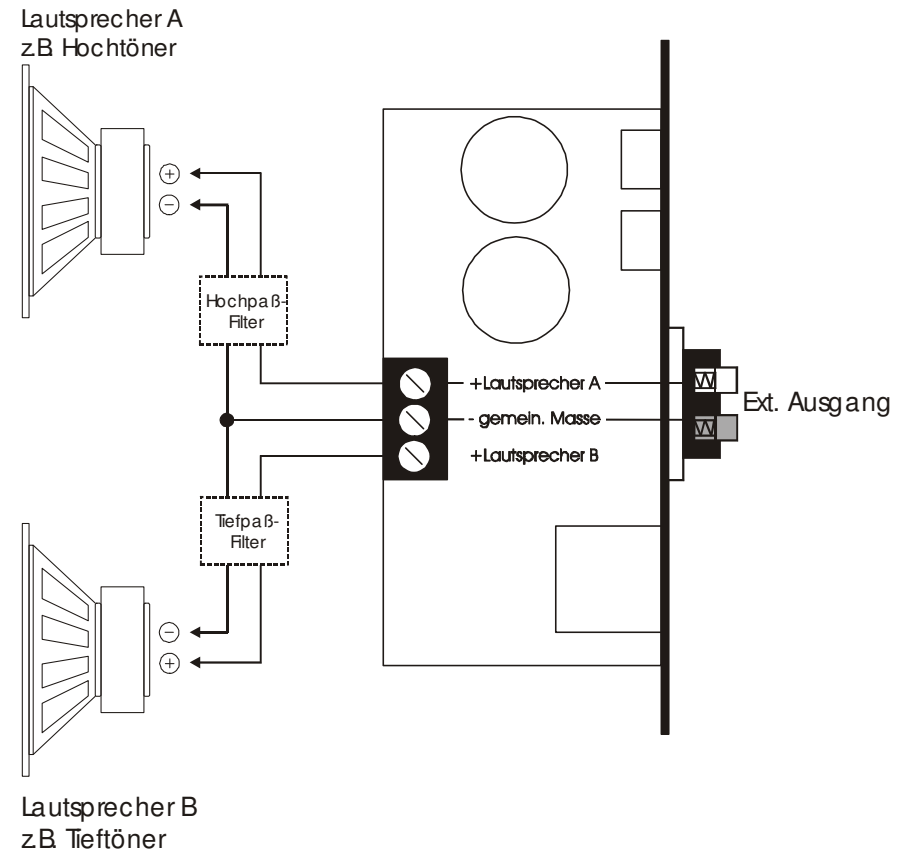 Lautsprecher A
z.B. Hochtöner
+
-
Hochpaß-
Filter
+Lautsprecher A
- gemein. Masse
+Lautsprecher B
Ext. Ausgang
Tiefpaß-
Filter
-
+
Lautsprecher B
z.B. Tieftöner